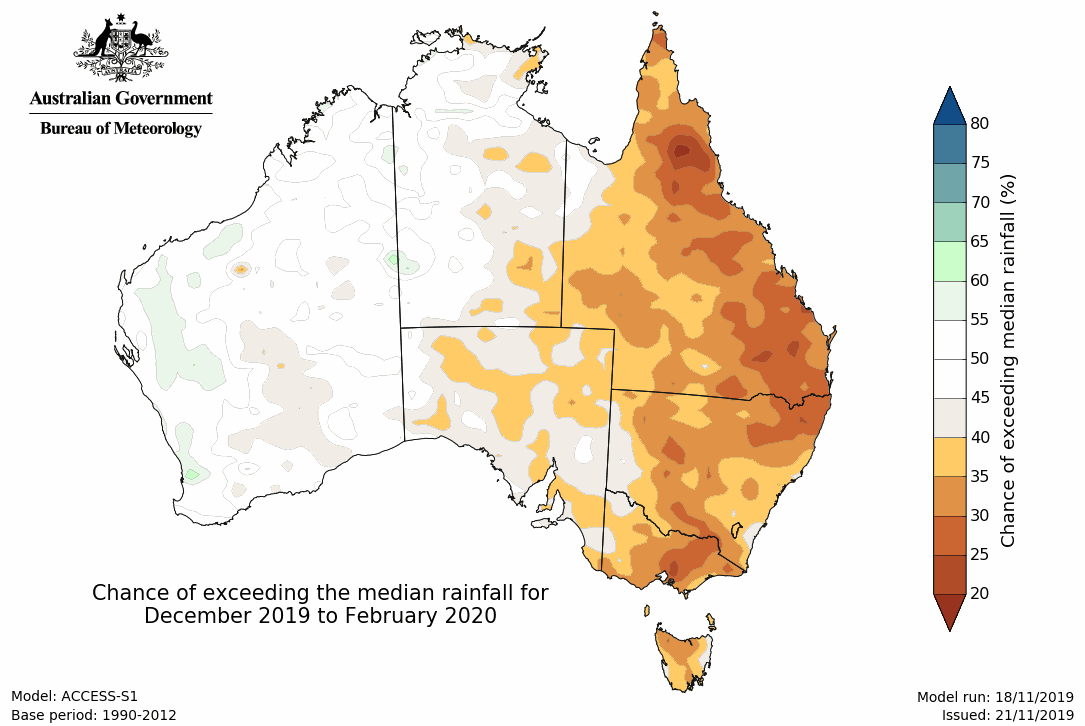 Australian Government
Bureau of Meteorology
80
75
70
65
60
55
50
45
40
35
30
25
20
Chance of exceeding median rainfall (%)
Chance of exceeding the median rainfall for
December 2019 to February 2020
Model: ACCESS-S1
Base period: 1990-2012
Model run: 18/11/2019
Issued: 21/11/2019